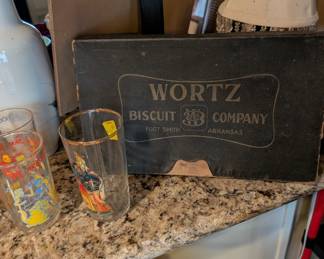 WORTZ
BISCUIT COMPANY
FORT SMITH ARKANSAS